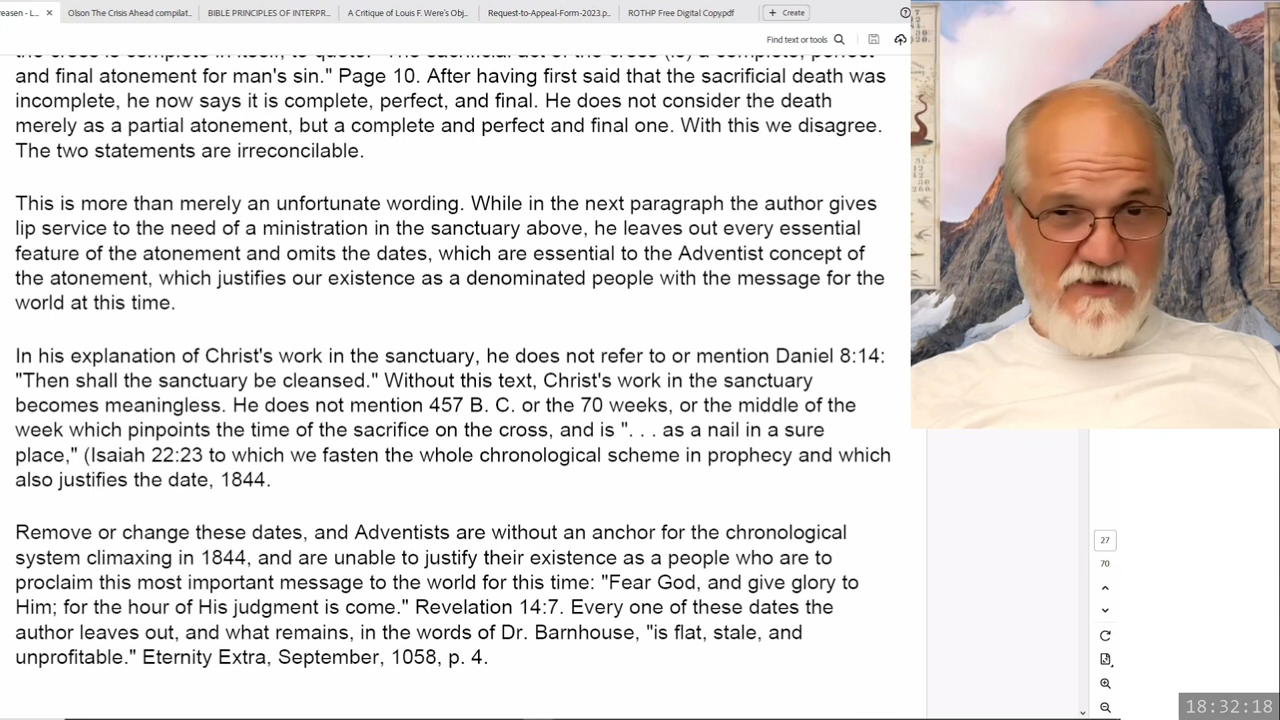 reasen - L...
Olson The Crisis Ahead compilat...
BIBLE PRINCIPLES OF INTERPR...
A Critique of Louis F. Were's Obj...
Request-to-Appeal-Form-2023.p...
ROTHP Free Digital Copy.pdf
Create
Find text or tools
and final atonement for man's sin." Page 10. After having first said that the sacrificial death was
incomplete, he now says it is complete, perfect, and final. He does not consider the death
merely as a partial atonement, but a complete and perfect and final one. With this we disagree.
The two statements are irreconcilable.
This is more than merely an unfortunate wording. While in the next paragraph the author gives
lip service to the need of a ministration in the sanctuary above, he leaves out every essential
feature of the atonement and omits the dates, which are essential to the Adventist concept of
the atonement, which justifies our existence as a denominated people with the message for the
world at this time.
In his explanation of Christ's work in the sanctuary, he does not refer to or mention Daniel 8:14:
"Then shall the sanctuary be cleansed." Without this text, Christ's work in the sanctuary
becomes meaningless. He does not mention 457 B. C. or the 70 weeks, or the middle of the
week which pinpoints the time of the sacrifice on the cross, and is ". . . as a nail in a sure
place," (Isaiah 22:23 to which we fasten the whole chronological scheme in prophecy and which
also justifies the date, 1844.
Remove or change these dates, and Adventists are without an anchor for the chronological
system climaxing in 1844, and are unable to justify their existence as a people who are to
proclaim this most important message to the world for this time: "Fear God, and give glory to
Him; for the hour of His judgment is come." Revelation 14:7. Every one of these dates the
author leaves out, and what remains, in the words of Dr. Barnhouse, "is flat, stale, and
unprofitable." Eternity Extra, September, 1058, p. 4.
27
70
18:32:18